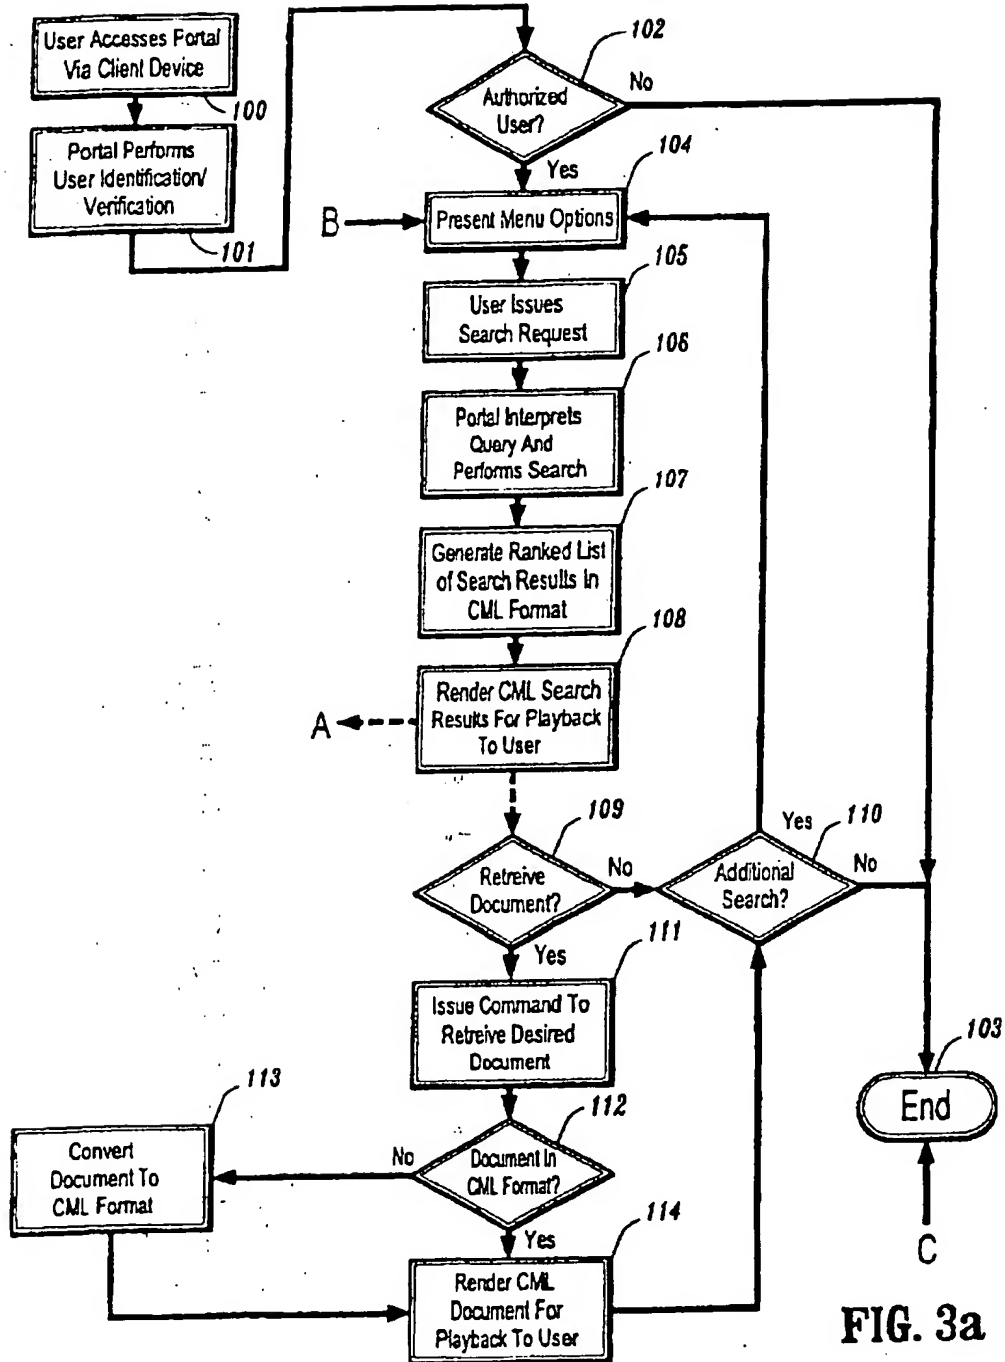 User Accesses Portal
Via Client Device
100
Portal Performs
User Identification/
Verification
101
102
Authorized
User?
No
Yes
104
B
Present Menu Options
105
User Issues
Search Request
106
Portal Interprets
Query And
Performs Search
107
Generate Ranked List
of Search Results In
CML Format
108
Render CML Search
Results For Playback
To User
A
109
Retreive
Document?
No
Yes
110
Additional
Search?
Yes
No
111
Issue Command To
Retreive Desired
Document
103
End
C
112
Document In
CML Format?
No
Yes
113
Convert
Document To
CML Format
114
Render CML
Document For
Playback To User
FIG. 3a